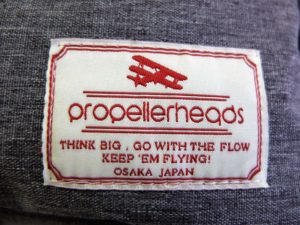 propellerheads
THINK BIG , GO WITH THE FLOW
KEEP 'EM FLYING!
OSAKA JAPAN